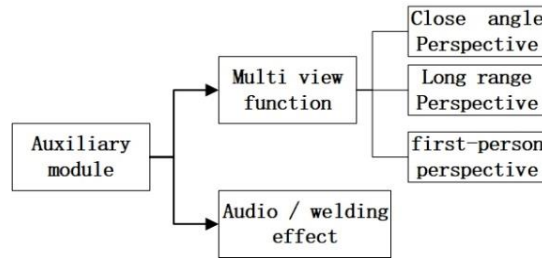 Close angle
Perspective
Multi view
function
Long range
Perspective
Auxiliary
module
first-person
perspective
Audio / welding
effect